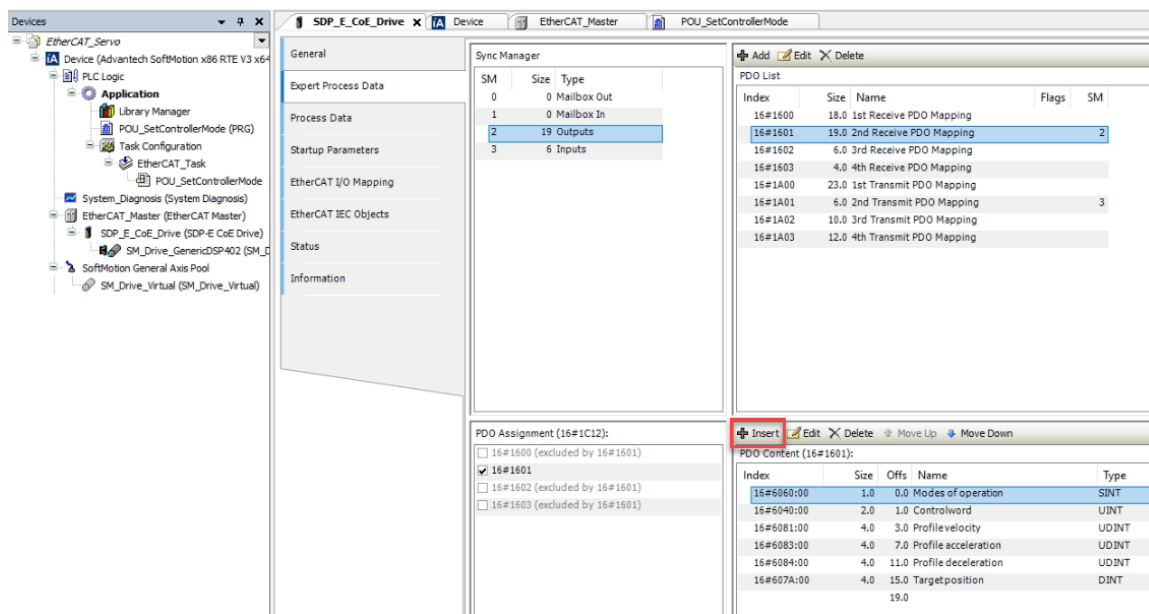 Devices
EtherCAT_Servo
Device (Advantech SoftMotion x86 RTE V3 x64
PLC Logic
Application
Library Manager
POU_SetControllerMode (PRG)
Task Configuration
EtherCAT_Task
POU_SetControllerMode
System_Diagnosis (System Diagnosis)
EtherCAT_Master (EtherCAT Master)
SDP_E_CoE_Drive (SDP-E CoE Drive)
SM_Drive_GenericDSP402 (SM_D
SoftMotion General Axis Pool
SM_Drive_Virtual (SM_Drive_Virtual)
SDP_E_CoE_Drive Device EtherCAT_Master POU_SetControllerMode
General
Expert Process Data
Process Data
Startup Parameters
EtherCAT I/O Mapping
EtherCAT IEC Objects
Status
Information
Sync Manager
SM Size Type
0 0 Mailbox Out
1 0 Mailbox In
2 19 Outputs
3 6 Inputs
Add Edit Delete
PDO List
Index Size Name Flags SM
16#1600 18.0 1st Receive PDO Mapping
16#1601 19.0 2nd Receive PDO Mapping 2
16#1602 6.0 3rd Receive PDO Mapping
16#1603 4.0 4th Receive PDO Mapping
16#1A00 23.0 1st Transmit PDO Mapping
16#1A01 6.0 2nd Transmit PDO Mapping 3
16#1A02 10.0 3rd Transmit PDO Mapping
16#1A03 12.0 4th Transmit PDO Mapping
PDO Assignment (16#1C12):
16#1600 (excluded by 16#1601)
16#1601
16#1602 (excluded by 16#1601)
16#1603 (excluded by 16#1601)
Insert Edit Delete Move Up Move Down
PDO Content (16#1601):
Index Size Offs Name Type
16#6060:00 1.0 0.0 Modes of operation SINT
16#6040:00 2.0 1.0 Controlword UINT
16#6081:00 4.0 3.0 Profile velocity UDINT
16#6083:00 4.0 7.0 Profile acceleration UDINT
16#6084:00 4.0 11.0 Profile deceleration UDINT
16#607A:00 4.0 15.0 Target position DINT
19.0